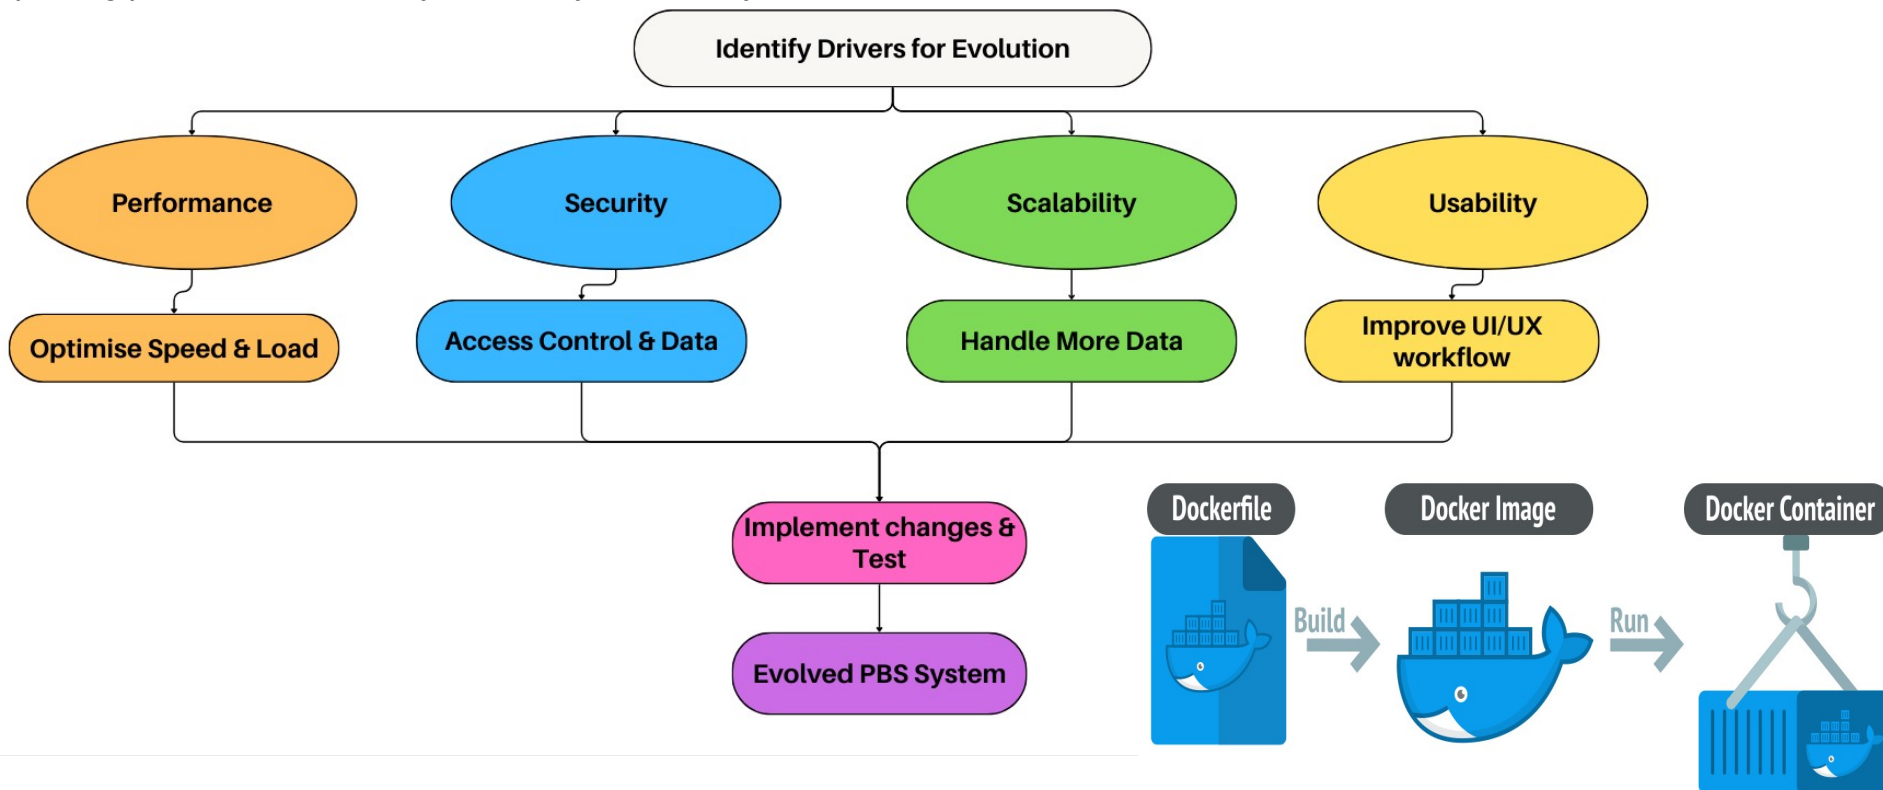 Identify Drivers for Evolution
Performance
Security
Scalability
Usability
Optimise Speed & Load
Access Control & Data
Handle More Data
Improve UI/UX
workflow
Implement changes &
Test
Evolved PBS System
Dockerfile
Docker Image
Docker Container
Build
Run